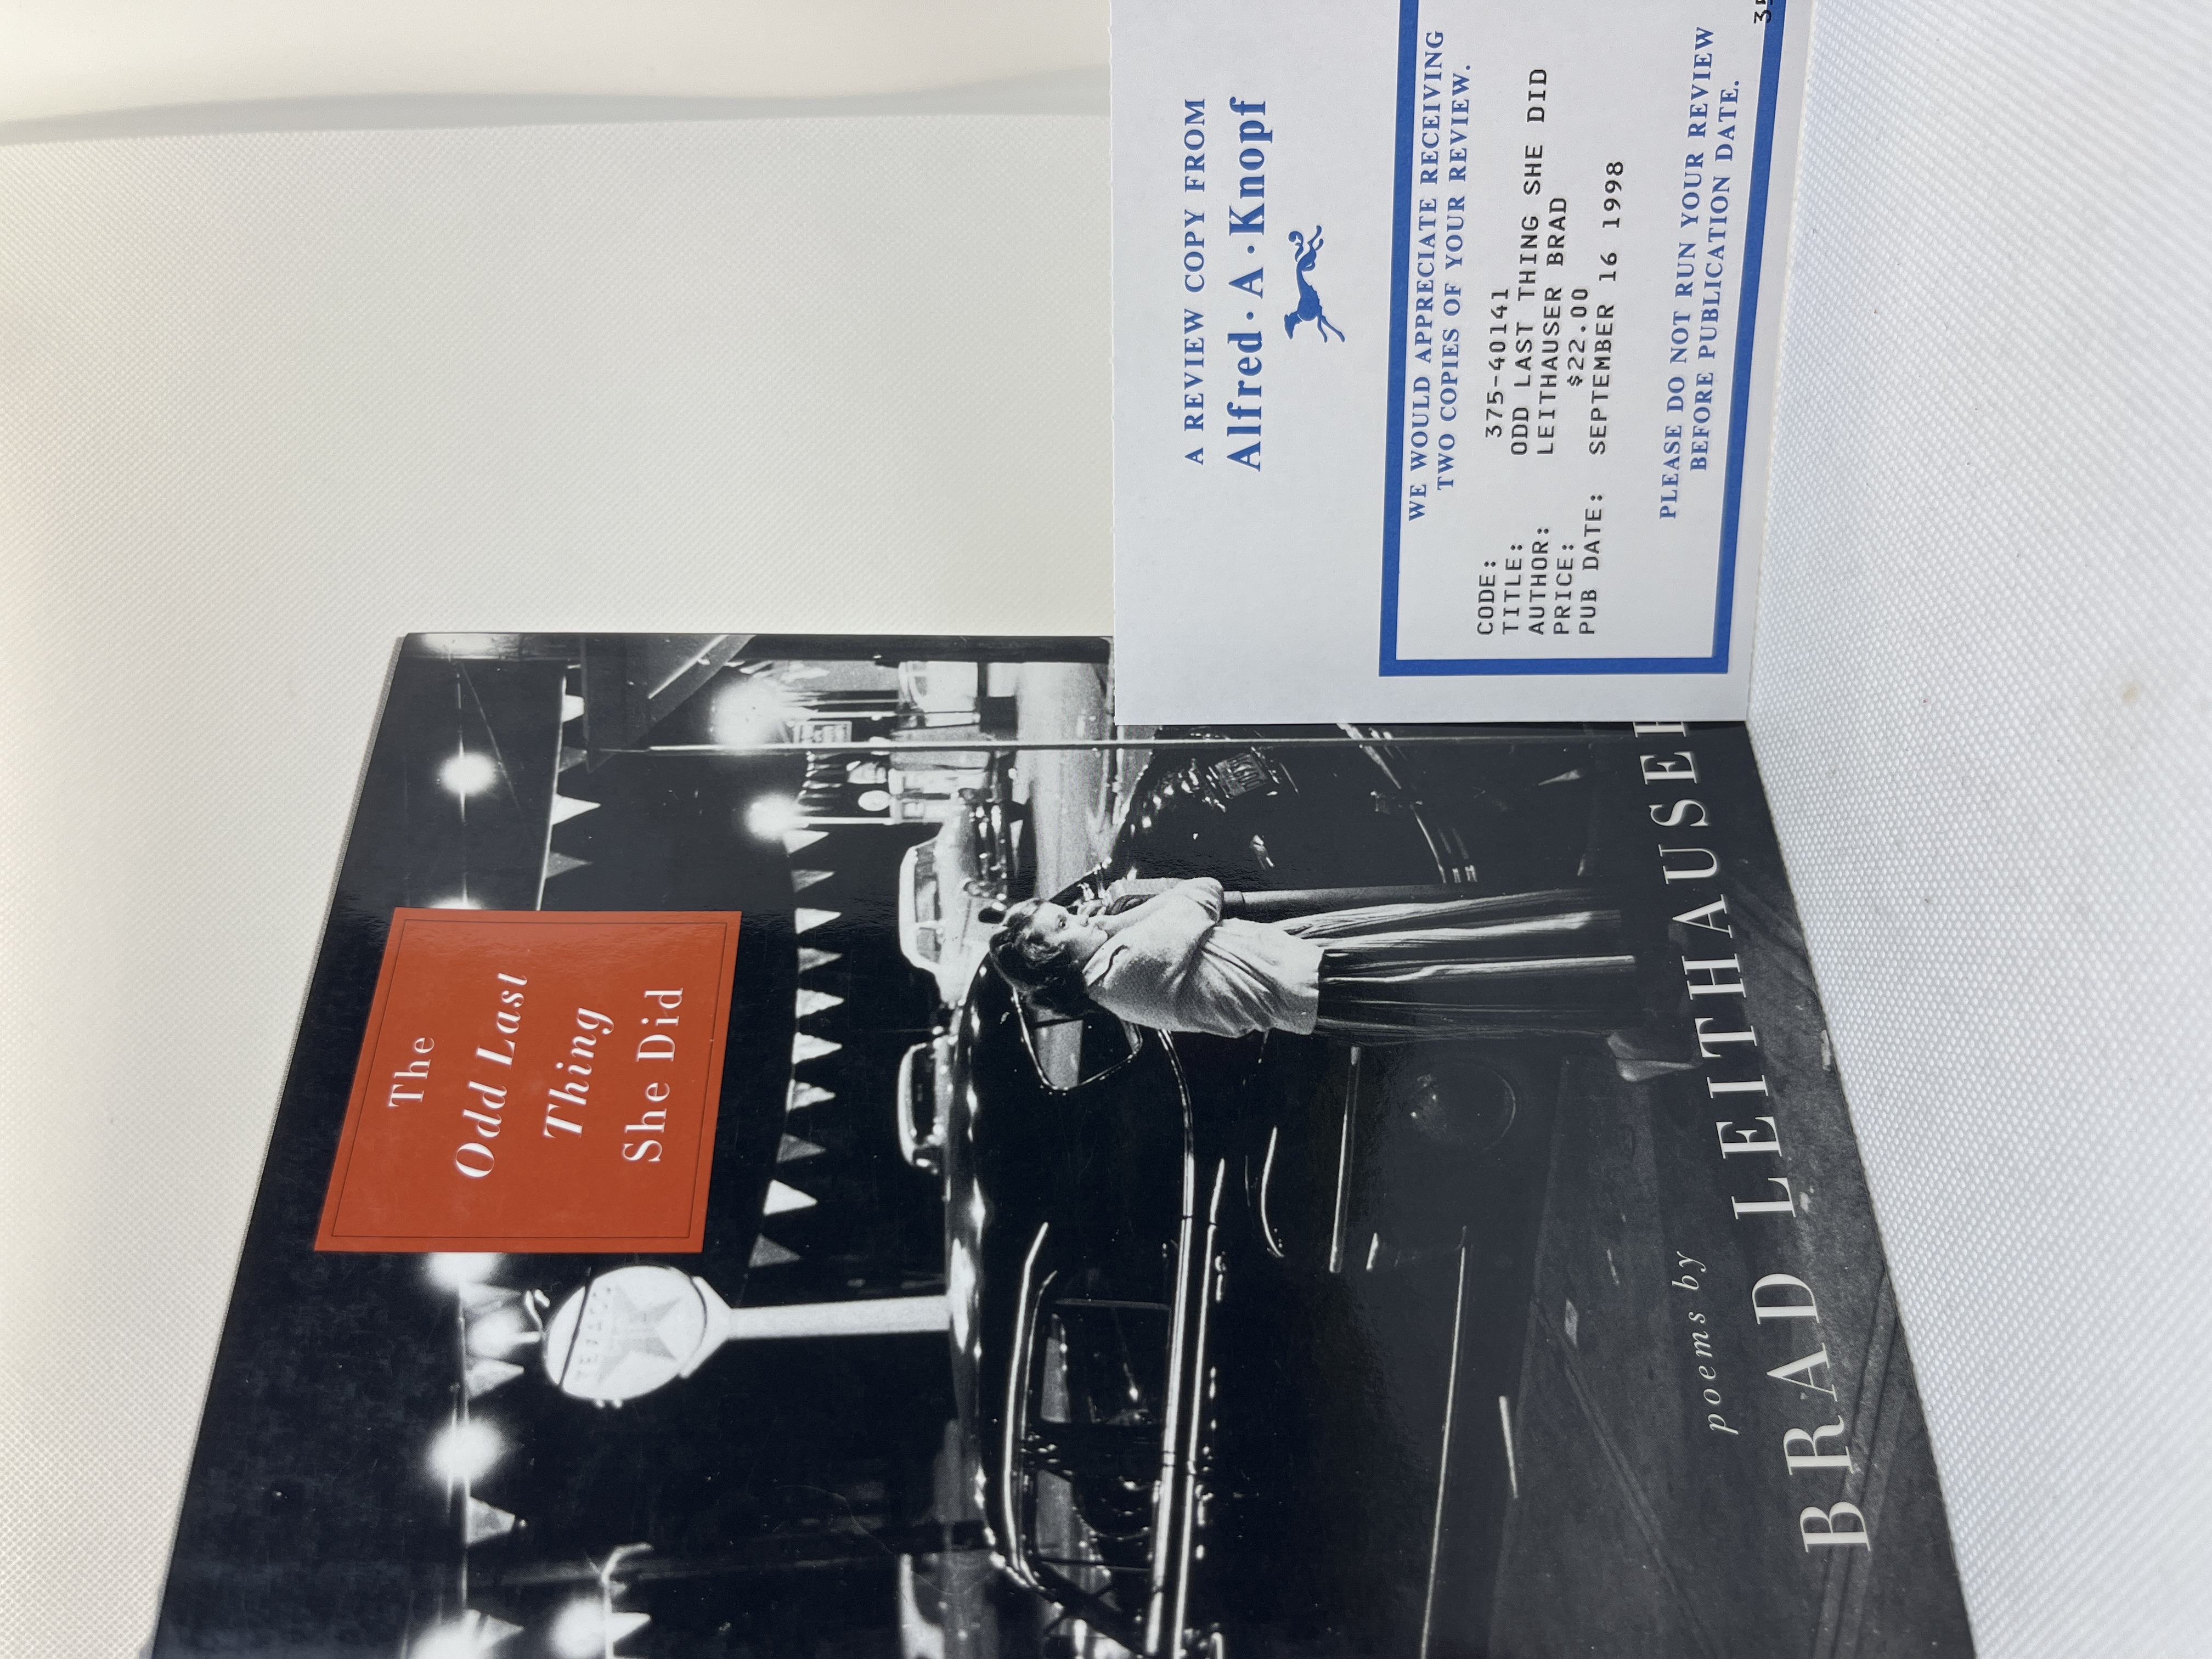 The
Odd Last
Thing
She Did
TEXACO
poems by
BRAD LEITHAUSER
A REVIEW COPY FROM
Alfred · A · Knopf
WE WOULD APPRECIATE RECEIVING
TWO COPIES OF YOUR REVIEW.
CODE: 375-40141
TITLE: ODD LAST THING SHE DID
AUTHOR: LEITHAUSER BRAD
PRICE: $22.00
PUB DATE: SEPTEMBER 16 1998
PLEASE DO NOT RUN YOUR REVIEW
BEFORE PUBLICATION DATE.